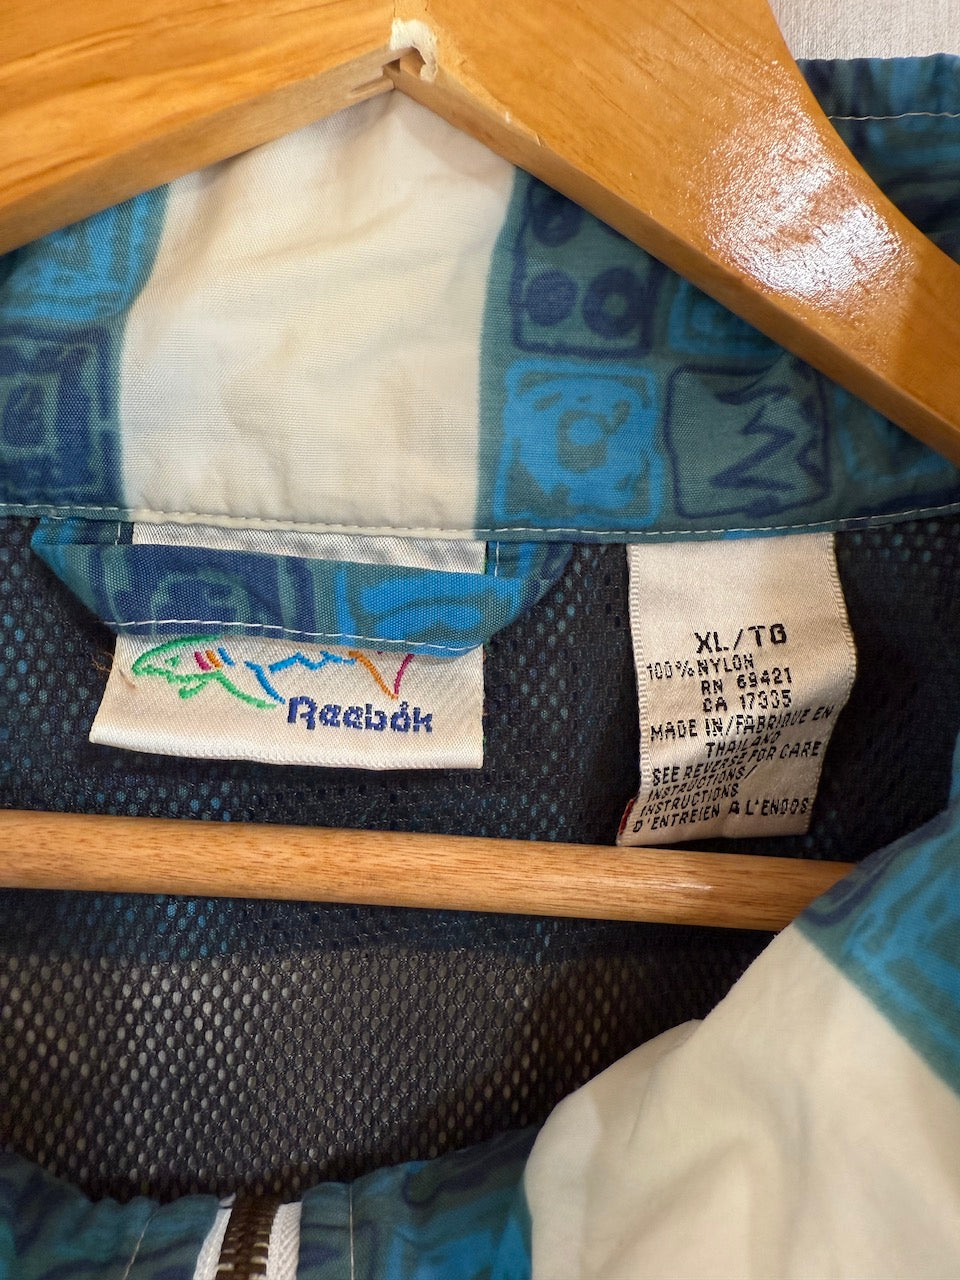 Reebok
XL/TG
100% NYLON
RN 69421
CA 17335
MADE IN/FABRIQUE EN
THAILAND
SEE REVERSE FOR CARE
INSTRUCTIONS/
INSTRUCTIONS
D'ENTREIEN A L'ENDOS